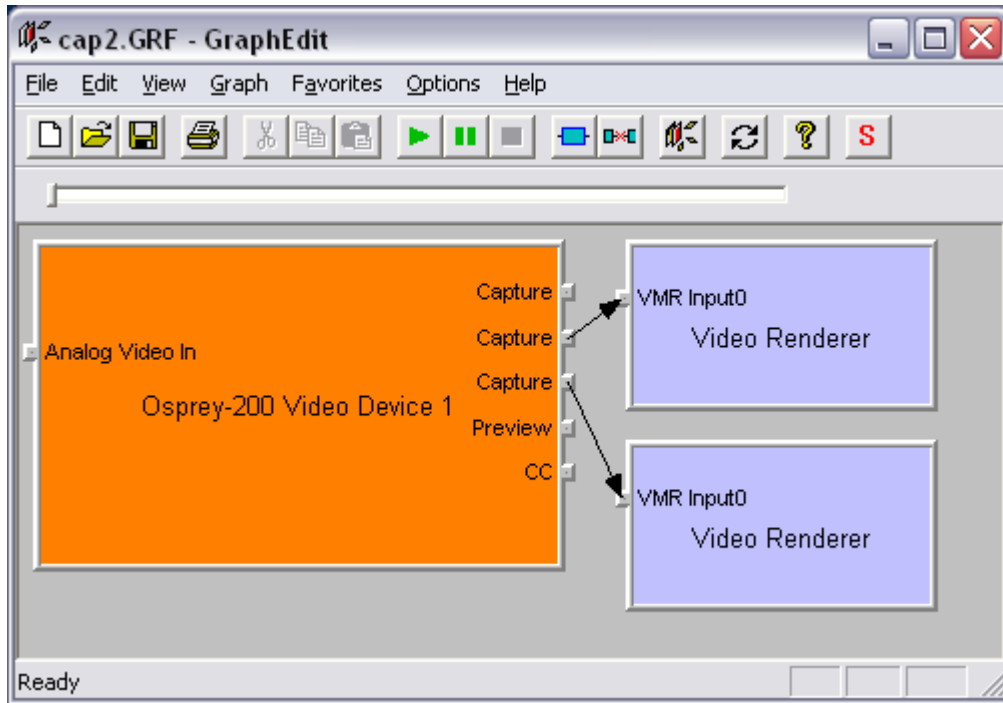 cap2.GRF - GraphEdit
File Edit View Graph Favorites Options Help
S
Capture
Capture
Capture
Preview
CC
Analog Video In
Osprey-200 Video Device 1
VMR Input0
Video Renderer
VMR Input0
Video Renderer
Ready